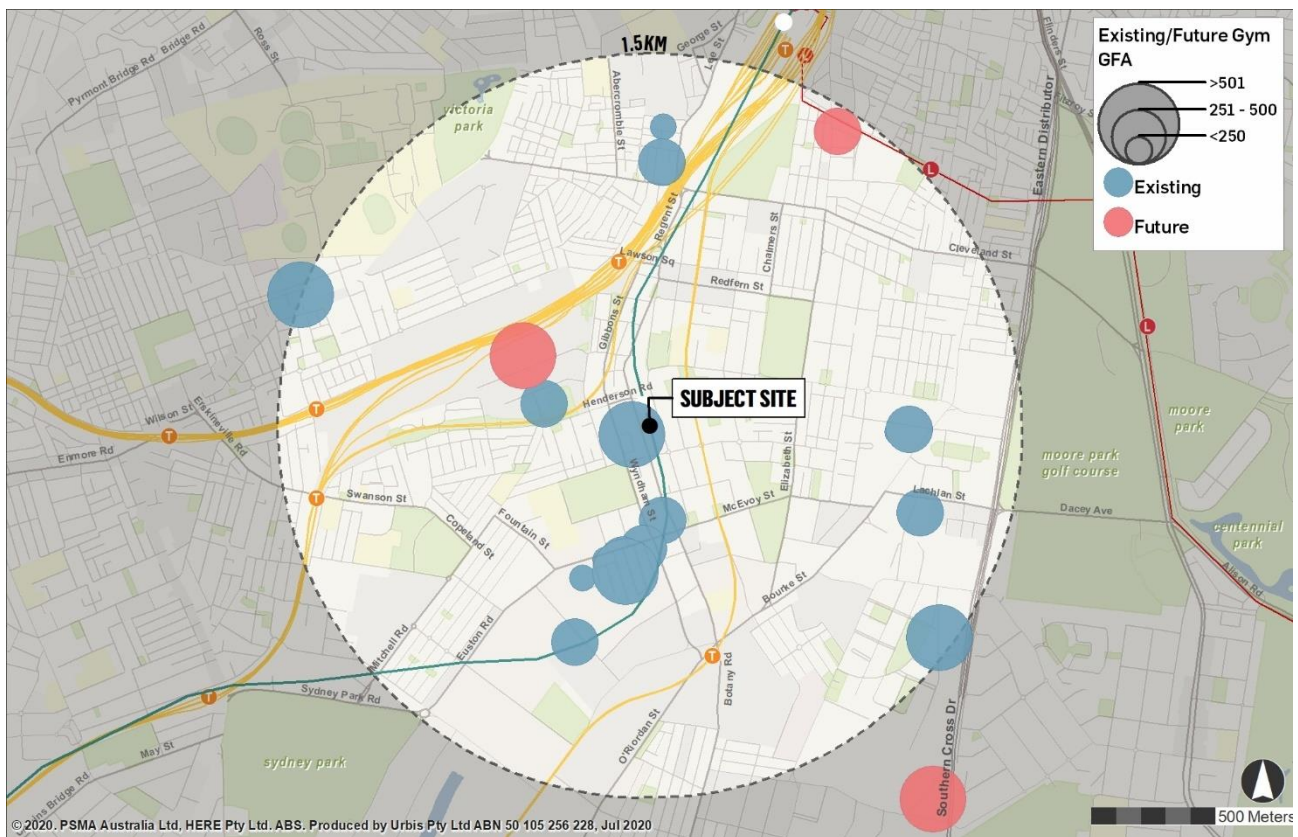 Existing/Future Gym
GFA
>501
251 - 500
<250
Existing
Future
1.5KM
George St
Lee St
Ross St
Pyrmont Bridge Rd
Bridge Rd
Abercrombie St
victoria
park
Flinders St
Eastern Distributor
T
L
Regent St
Chalmers St
Cleveland St
Lawson Sq
T
Redfern St
Gibbons St
L
Henderson Rd
SUBJECT SITE
T
Wilson St
Erskineville Rd
T
Enmore Rd
moore
park
moore park
golf course
Elizabeth St
Wyndham St
T
Swanson St
McEvoy St
Lachlan St
Dacey Ave
Copeland St
Fountain St
centennial
park
Alison Rd
Bourke St
Mitchell Rd
Euston Rd
T
Botany Rd
T
Sydney Park Rd
O'Riordan St
Southern Cross Dr
May St
sydney park
Bridge Rd
500 Meters
© 2020. PSMA Australia Ltd, HERE Pty Ltd. ABS. Produced by Urbis Pty Ltd ABN 50 105 256 228, Jul 2020